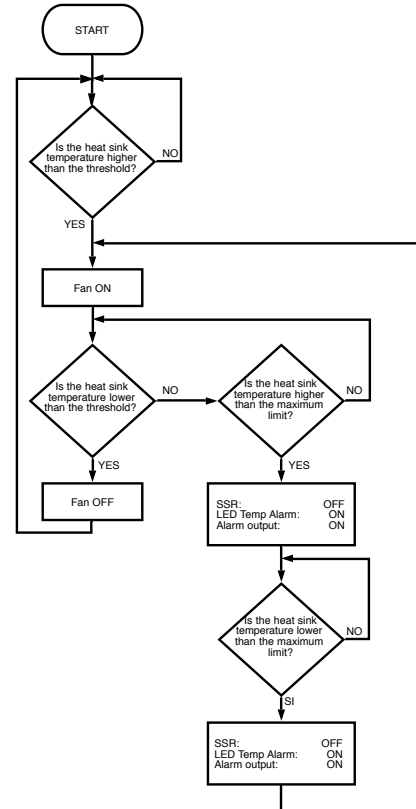 START
Is the heat sink
temperature higher
than the threshold?
NO
YES
Fan ON
Is the heat sink
temperature lower
than the threshold?
NO
Is the heat sink
temperature higher
than the maximum
limit?
NO
YES
YES
Fan OFF
SSR: OFF
LED Temp Alarm: ON
Alarm output: ON
Is the heat sink
temperature lower
than the maximum
limit?
NO
SI
SSR: OFF
LED Temp Alarm: ON
Alarm output: ON